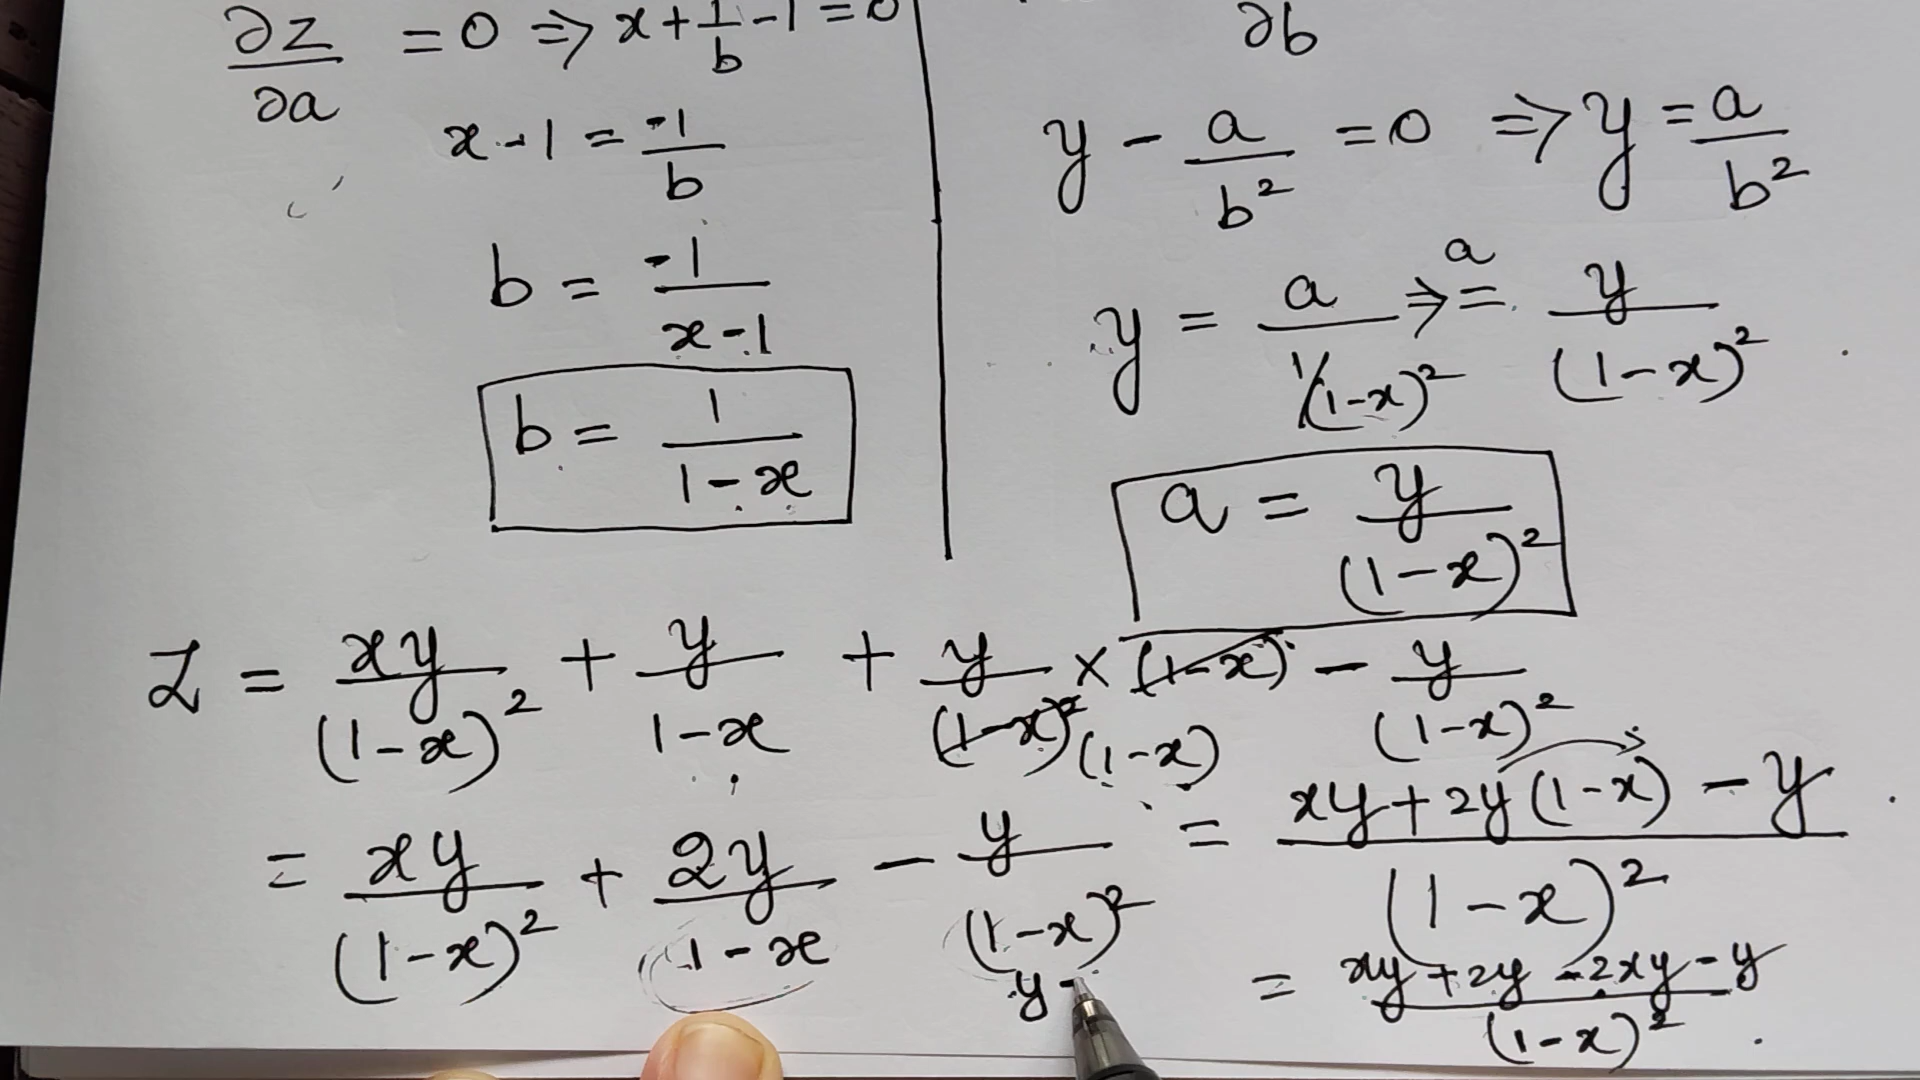 ∂z/∂a = 0 ⇒ x + 1/b - 1 = 0
x - 1 = -1/b
b = -1/(x-1)
b = 1/(1-x)
∂b
y - a/b² = 0 ⇒ y = a/b²
y = a/(1/(1-x)²) ⇒ a = y/(1-x)²
a = y/(1-x)²
Z = xy/(1-x)² + y/(1-x) + y/(1-x)² (1-x) × (1-x) - y/(1-x)²
= xy/(1-x)² + 2y/(1-x) - y/(1-x)² = (xy + 2y(1-x) - y)/(1-x)²
= (xy + 2y - 2xy - y)/(1-x)²
y -